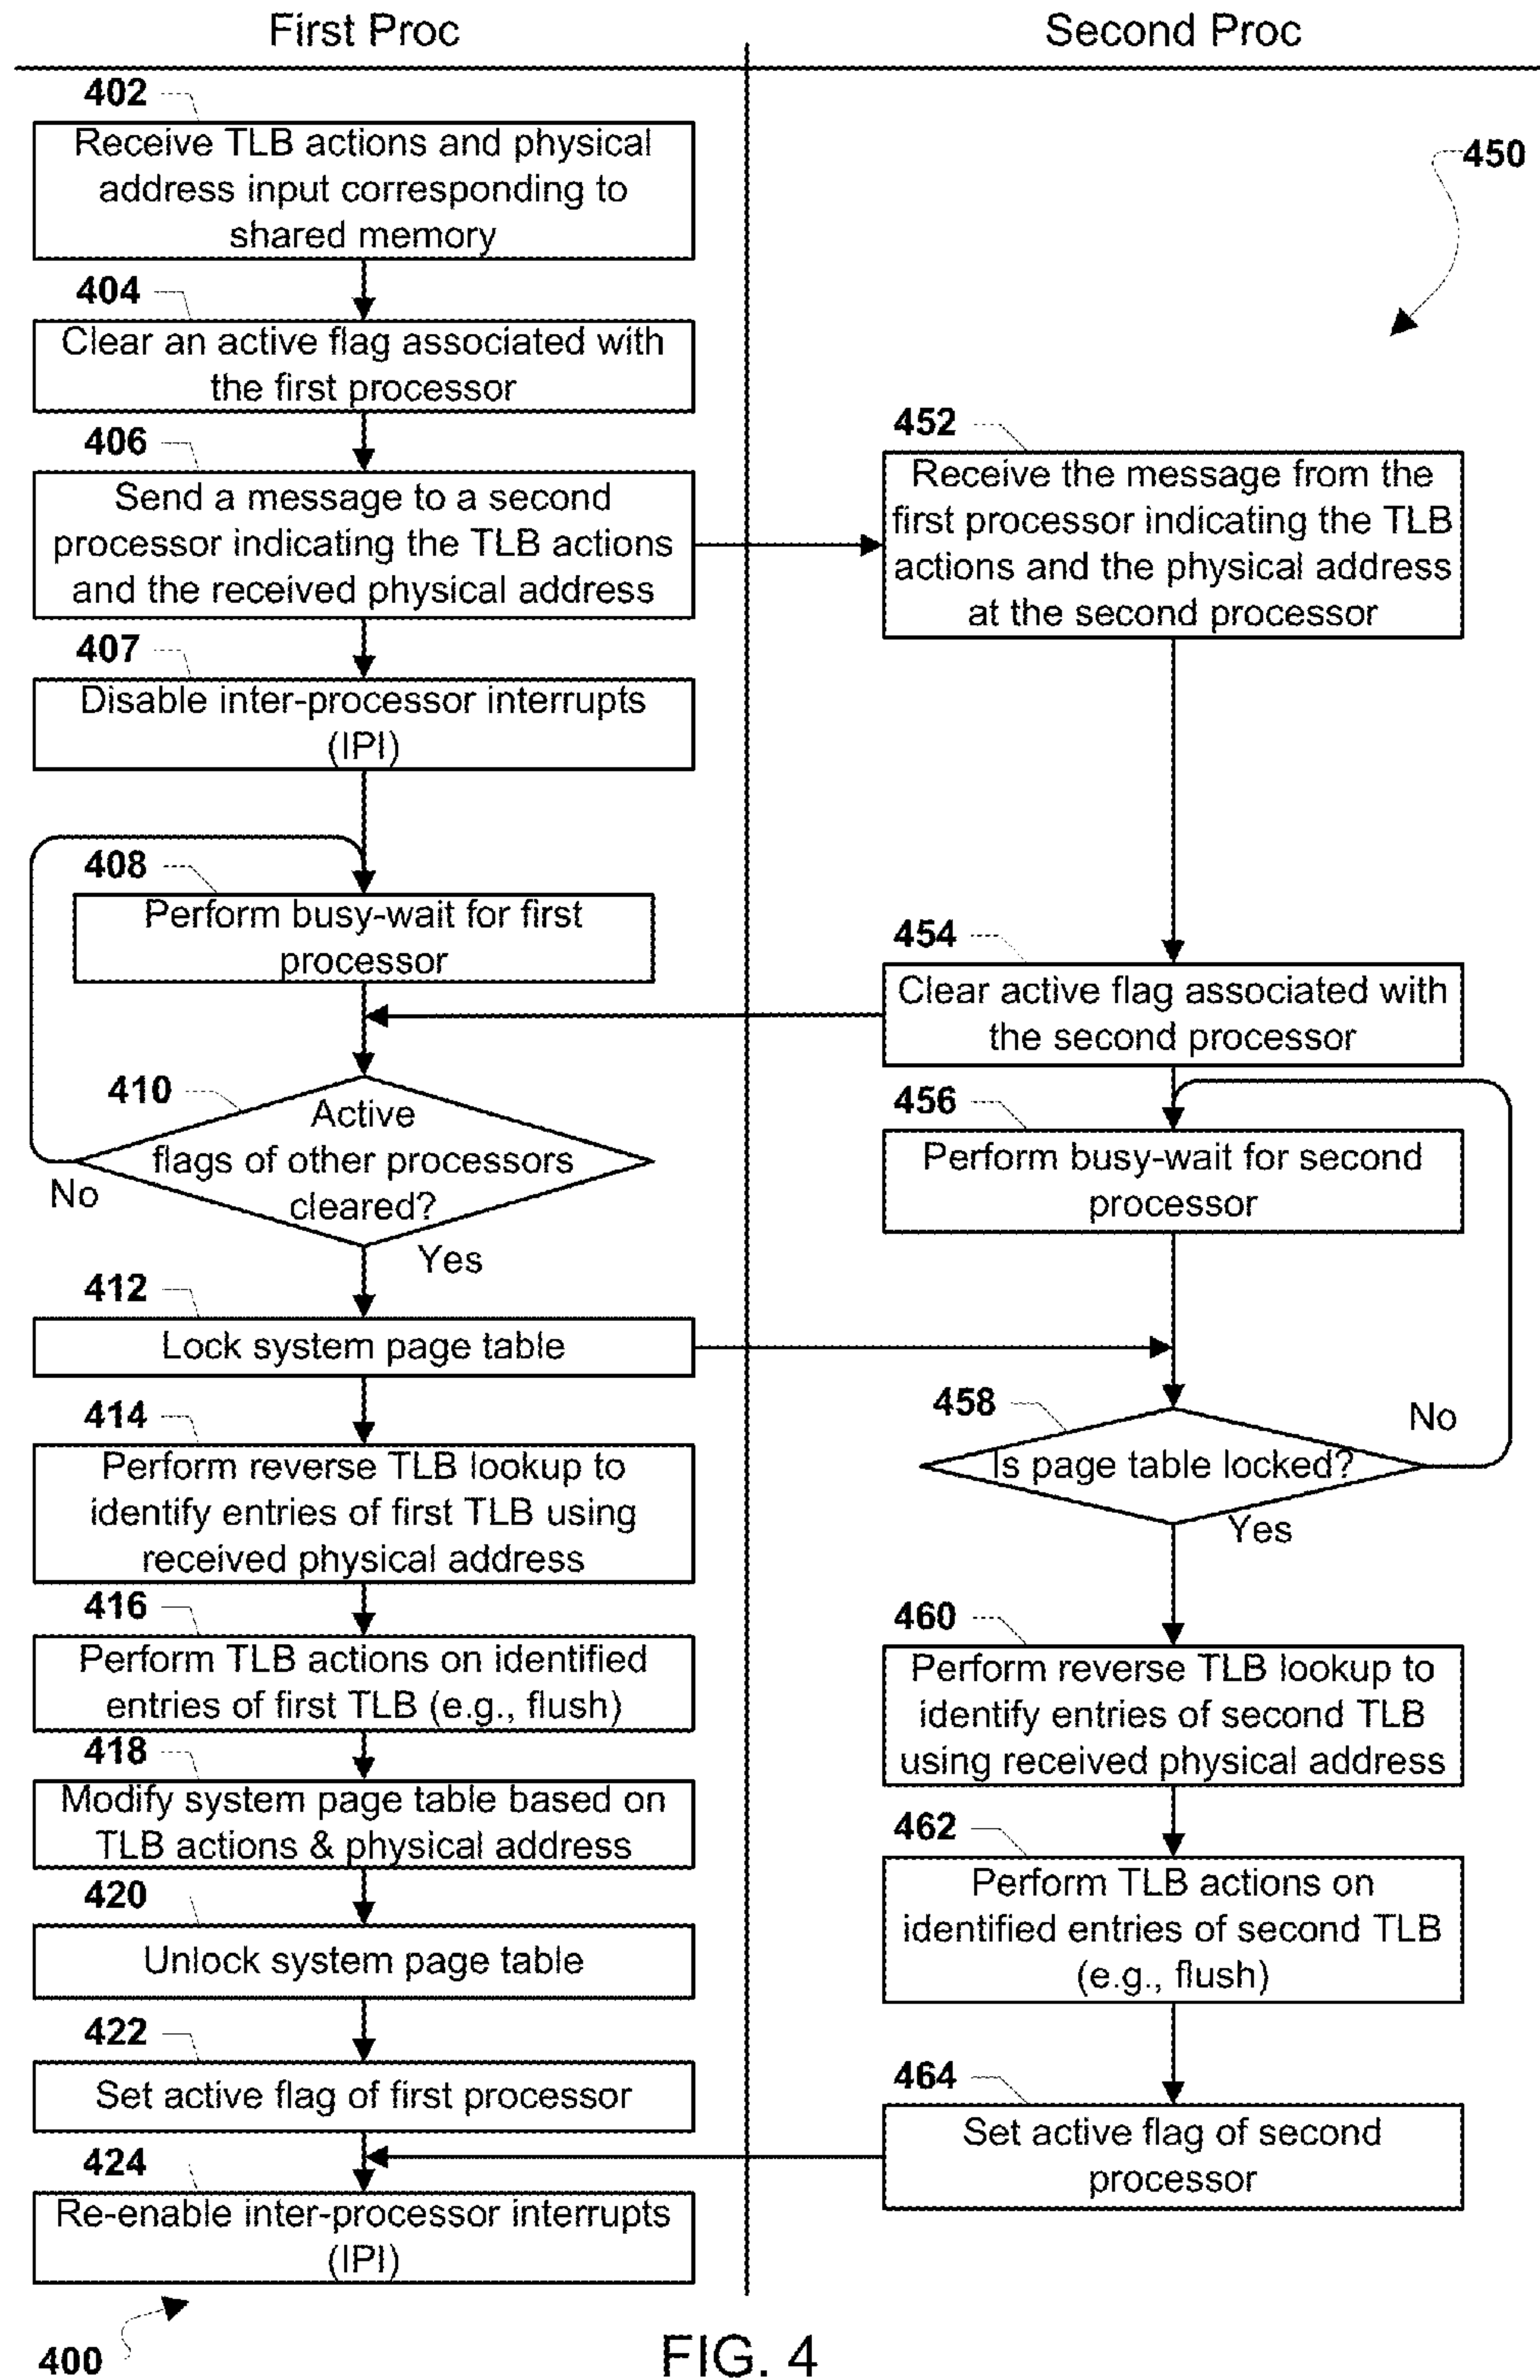 First Proc
Second Proc
402
Receive TLB actions and physical
address input corresponding to
shared memory
404
Clear an active flag associated with
the first processor
406
Send a message to a second
processor indicating the TLB actions
and the received physical address
407
Disable inter-processor interrupts
(IPI)
408
Perform busy-wait for first
processor
410
Active
flags of other processors
cleared?
No
Yes
412
Lock system page table
414
Perform reverse TLB lookup to
identify entries of first TLB using
received physical address
416
Perform TLB actions on identified
entries of first TLB (e.g., flush)
418
Modify system page table based on
TLB actions & physical address
420
Unlock system page table
422
Set active flag of first processor
424
Re-enable inter-processor interrupts
(IPI)
400
450
452
Receive the message from the
first processor indicating the TLB
actions and the physical address
at the second processor
454
Clear active flag associated with
the second processor
456
Perform busy-wait for second
processor
458
Is page table locked?
No
Yes
460
Perform reverse TLB lookup to
identify entries of second TLB
using received physical address
462
Perform TLB actions on
identified entries of second TLB
(e.g., flush)
464
Set active flag of second
processor
FIG. 4